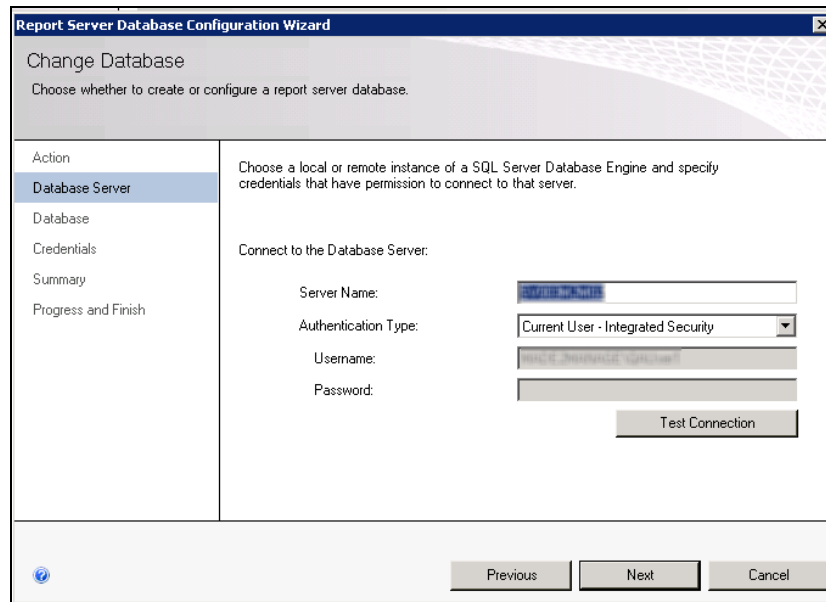 Report Server Database Configuration Wizard
Change Database
Choose whether to create or configure a report server database.
Action
Database Server
Database
Credentials
Summary
Progress and Finish
Choose a local or remote instance of a SQL Server Database Engine and specify
credentials that have permission to connect to that server.
Connect to the Database Server:
Server Name:
Authentication Type:
Current User - Integrated Security
Username:
Password:
Test Connection
Previous
Next
Cancel